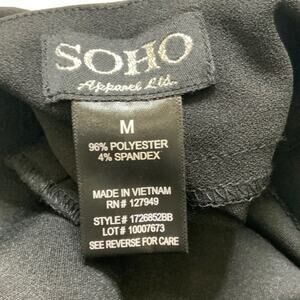 SOHO
Apparel Ltd.
M
96% POLYESTER
4% SPANDEX
MADE IN VIETNAM
RN# 127949
STYLE# 1726852BB
LOT# 10007673
SEE REVERSE FOR CARE